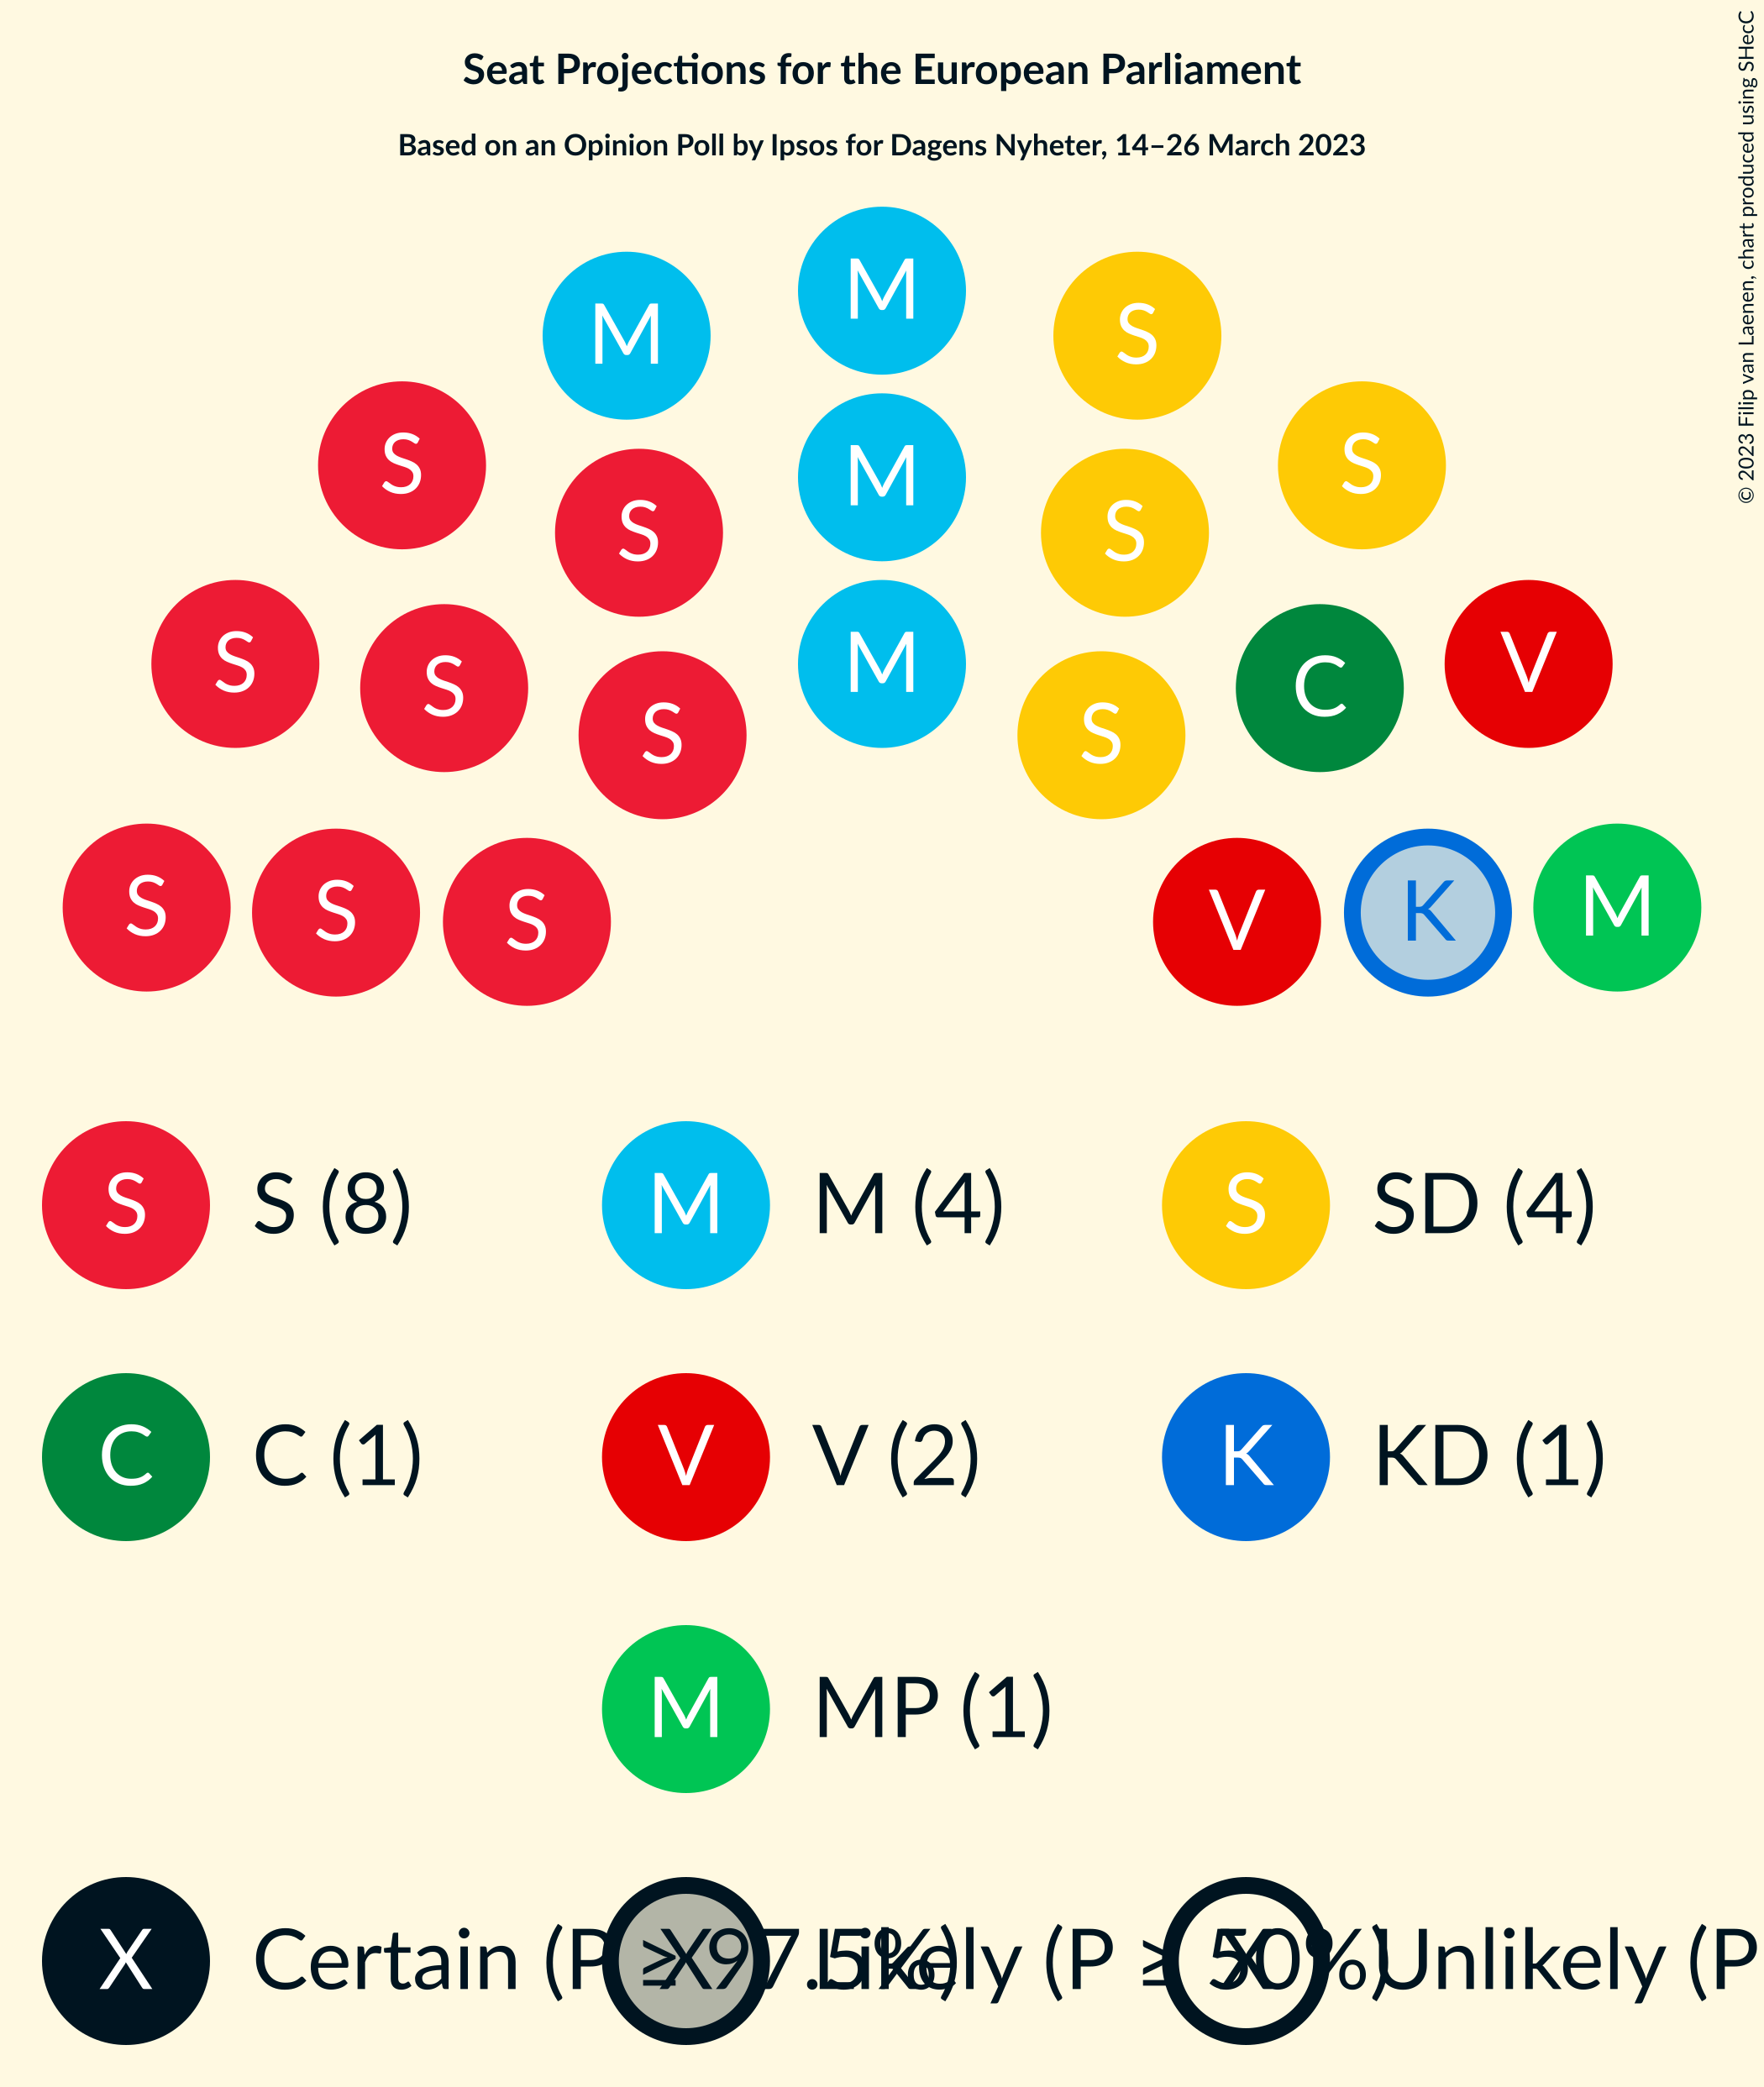 Seat Projections for the European Parliament
Based on an Opinion Poll by Ipsos for Dagens Nyheter, 14–26 March 2023
© 2023 Filip van Laenen, chart produced using SHecC
M
M S
S M S
S M S
S S M C V
S S
S S S V K M
S S (8) M M (4) S SD (4)
C C (1) V V (2) K KD (1)
M MP (1)
X Certain (P ≥ 97.5%) X Likely (P ≥ 50%) X Unlikely (P